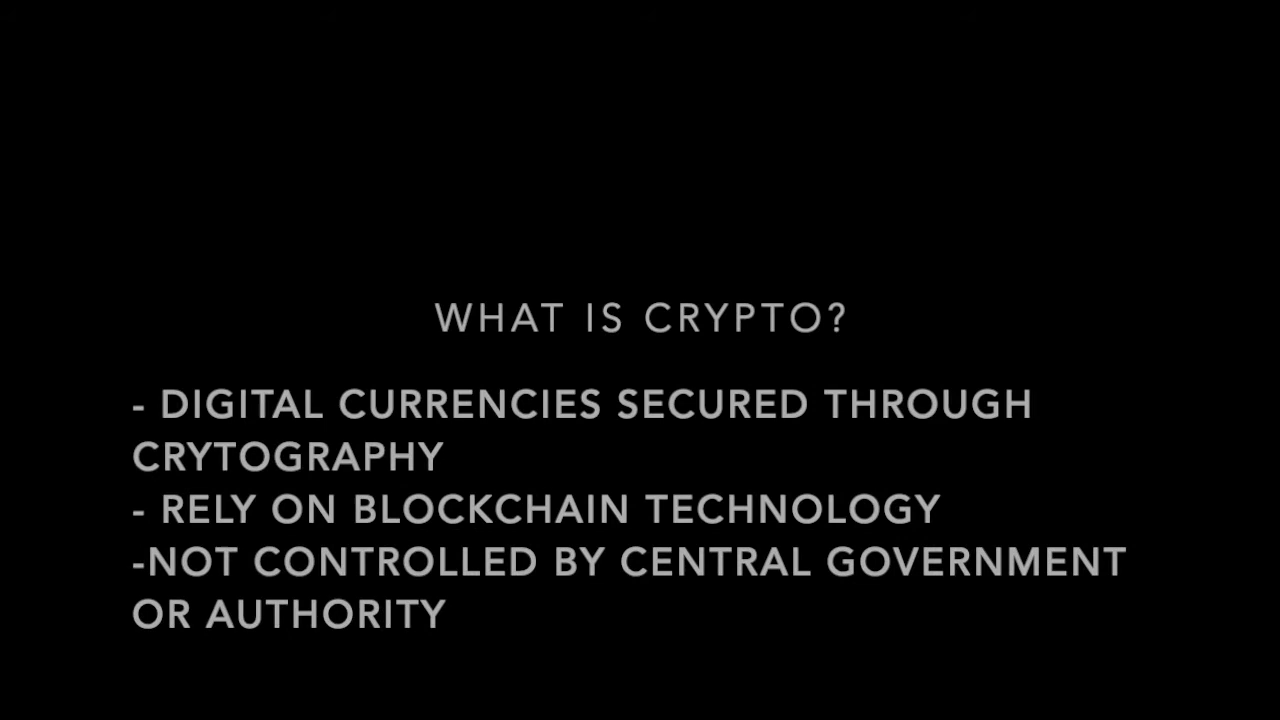 WHAT IS CRYPTO?
- DIGITAL CURRENCIES SECURED THROUGH
CRYTOGRAPHY
- RELY ON BLOCKCHAIN TECHNOLOGY
-NOT CONTROLLED BY CENTRAL GOVERNMENT
OR AUTHORITY